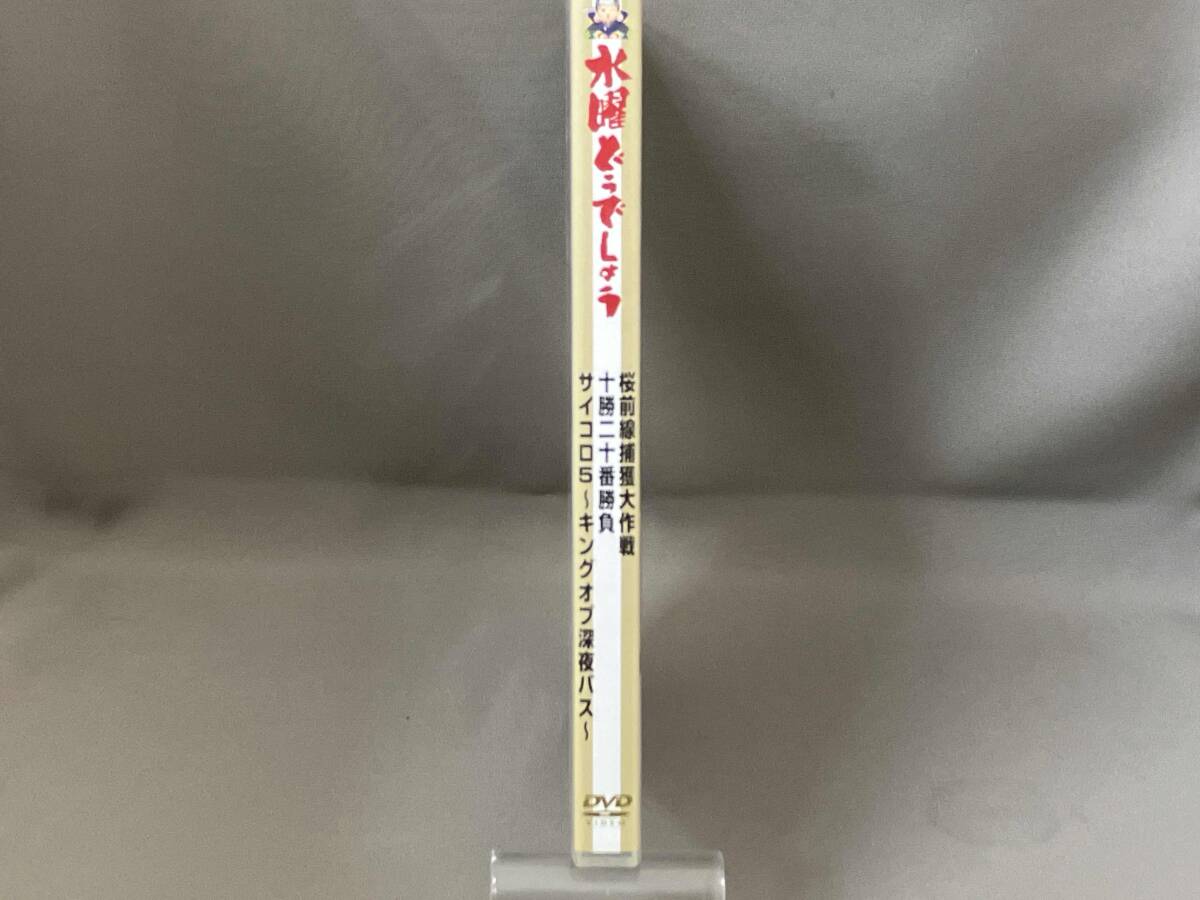 水曜どうでしょう
桜前線捕獲大作戦
十勝二十番勝負
サイコロ5～キングオブ深夜バス～
DVD
VIDEO